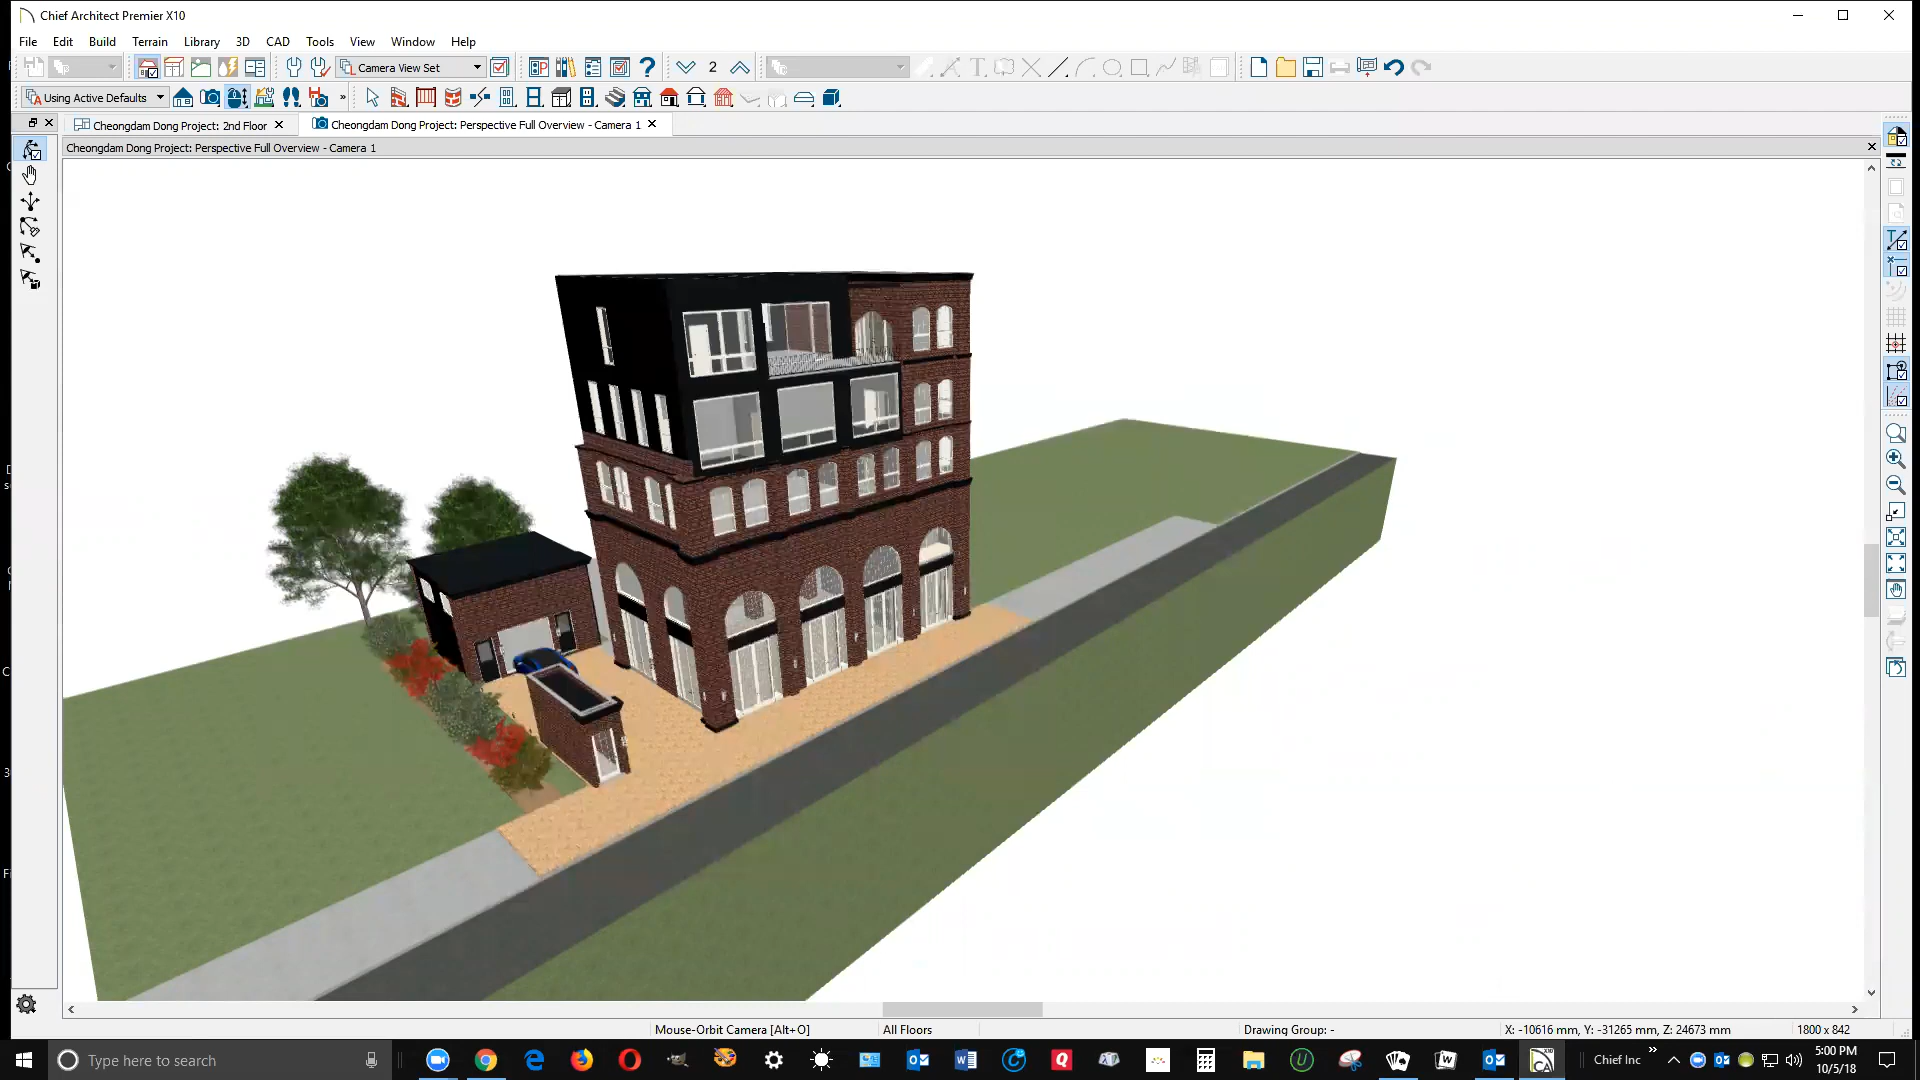 Chief Architect Premier X10
File Edit Build Terrain Library 3D CAD Tools View Window Help
Camera View Set 2
Using Active Defaults
Cheongdam Dong Project: 2nd Floor Cheongdam Dong Project: Perspective Full Overview - Camera 1
Cheongdam Dong Project: Perspective Full Overview - Camera 1
Mouse-Orbit Camera [Alt+O] All Floors Drawing Group: - X: -10616 mm, Y: -31265 mm, Z: 24673 mm 1800 x 842
Type here to search
Chief Inc
5:00 PM
10/5/18